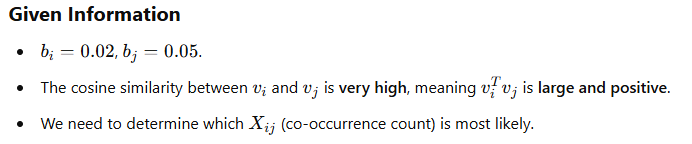 Given Information
• b_i = 0.02, b_j = 0.05.
• The cosine similarity between v_i and v_j is very high, meaning v_i^T v_j is large and positive.
• We need to determine which X_{ij} (co-occurrence count) is most likely.